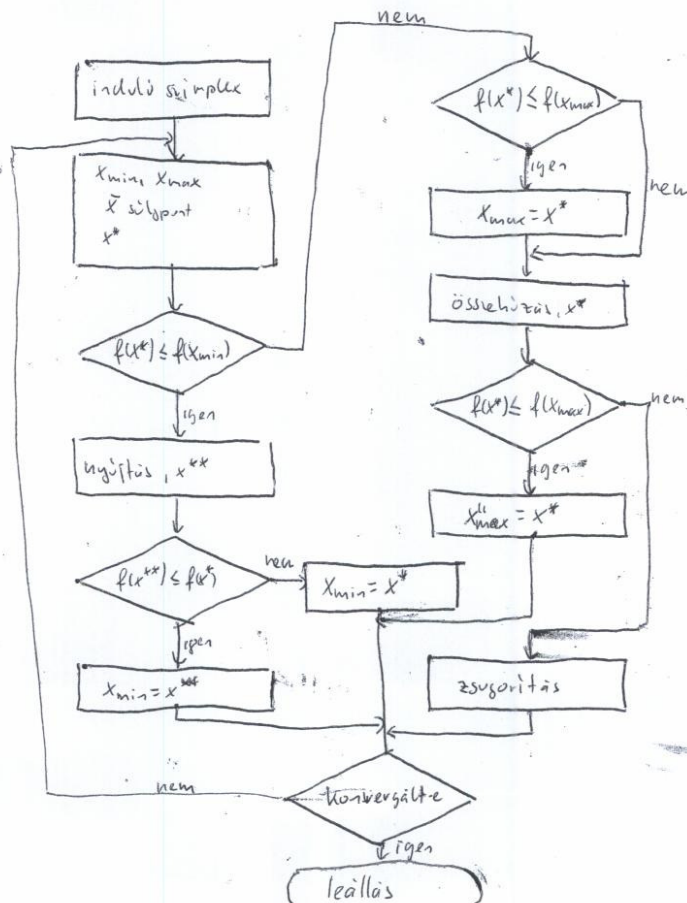 induló szimplex
xmin, xmax
x̄ súlypont
x*
f(x*) ≤ f(xmin)
nem
igen
nyújtás, x**
f(x**) ≤ f(x*)
nem
xmin = x*
igen
xmin = x**
f(x*) ≤ f(xmax)
nem
igen
xmax = x*
összehúzás, x*
f(x*) ≤ f(xmax)
nem
igen
xmax = x*
zsugorítás
konvergált-e
nem
igen
leállás